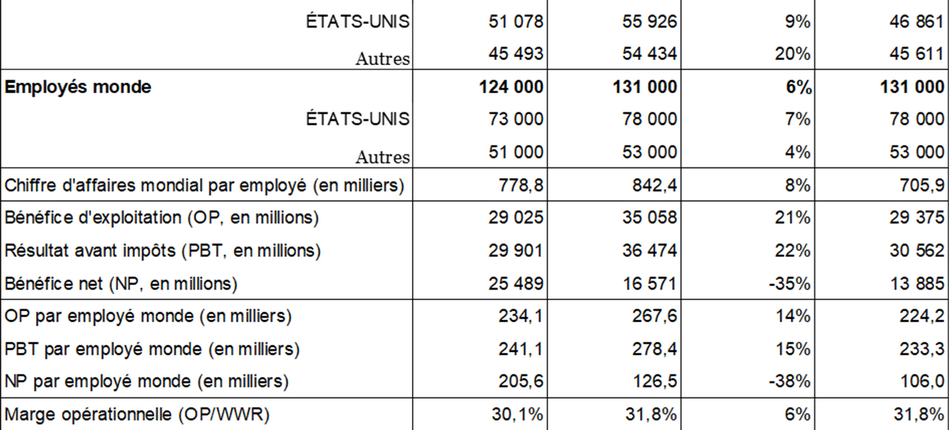 ÉTATS-UNIS 51 078 55 926 9% 46 861
Autres 45 493 54 434 20% 45 611
Employés monde 124 000 131 000 6% 131 000
ÉTATS-UNIS 73 000 78 000 7% 78 000
Autres 51 000 53 000 4% 53 000
Chiffre d'affaires mondial par employé (en milliers) 778,8 842,4 8% 705,9
Bénéfice d'exploitation (OP, en millions) 29 025 35 058 21% 29 375
Résultat avant impôts (PBT, en millions) 29 901 36 474 22% 30 562
Bénéfice net (NP, en millions) 25 489 16 571 -35% 13 885
OP par employé monde (en milliers) 234,1 267,6 14% 224,2
PBT par employé monde (en milliers) 241,1 278,4 15% 233,3
NP par employé monde (en milliers) 205,6 126,5 -38% 106,0
Marge opérationnelle (OP/WWR) 30,1% 31,8% 6% 31,8%